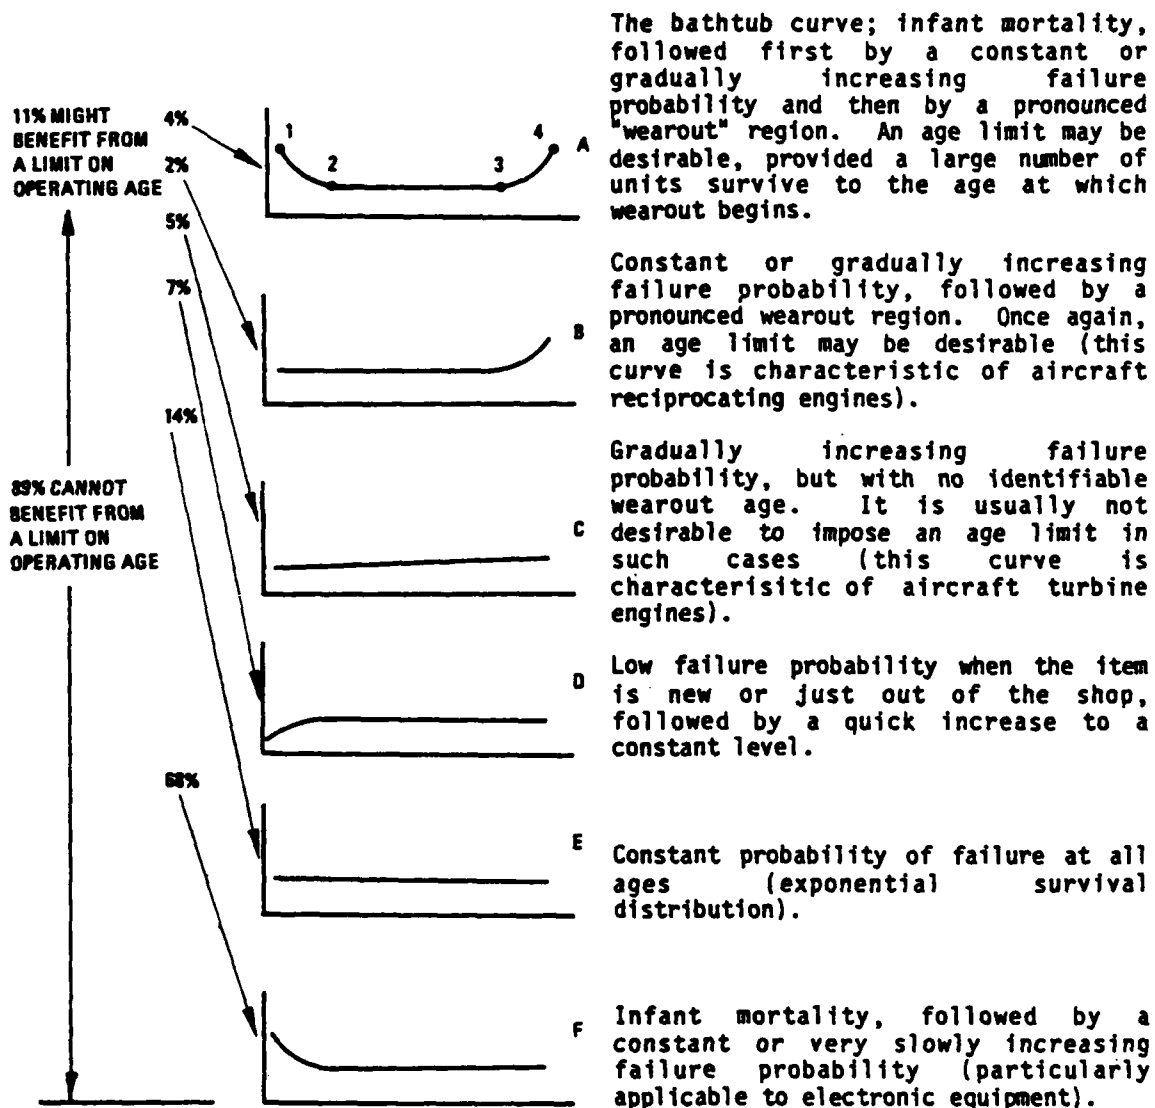 11% MIGHT
BENEFIT FROM
A LIMIT ON
OPERATING AGE
89% CANNOT
BENEFIT FROM
A LIMIT ON
OPERATING AGE
4%
2%
5%
7%
14%
68%
1
2
3
4
A
The bathtub curve; infant mortality,
followed first by a constant or
gradually increasing failure
probability and then by a pronounced
"wearout" region. An age limit may be
desirable, provided a large number of
units survive to the age at which
wearout begins.
B
Constant or gradually increasing
failure probability, followed by a
pronounced wearout region. Once again,
an age limit may be desirable (this
curve is characteristic of aircraft
reciprocating engines).
C
Gradually increasing failure
probability, but with no identifiable
wearout age. It is usually not
desirable to impose an age limit in
such cases (this curve is
characterisitic of aircraft turbine
engines).
D
Low failure probability when the item
is new or just out of the shop,
followed by a quick increase to a
constant level.
E
Constant probability of failure at all
ages (exponential survival
distribution).
F
Infant mortality, followed by a
constant or very slowly increasing
failure probability (particularly
applicable to electronic equipment).